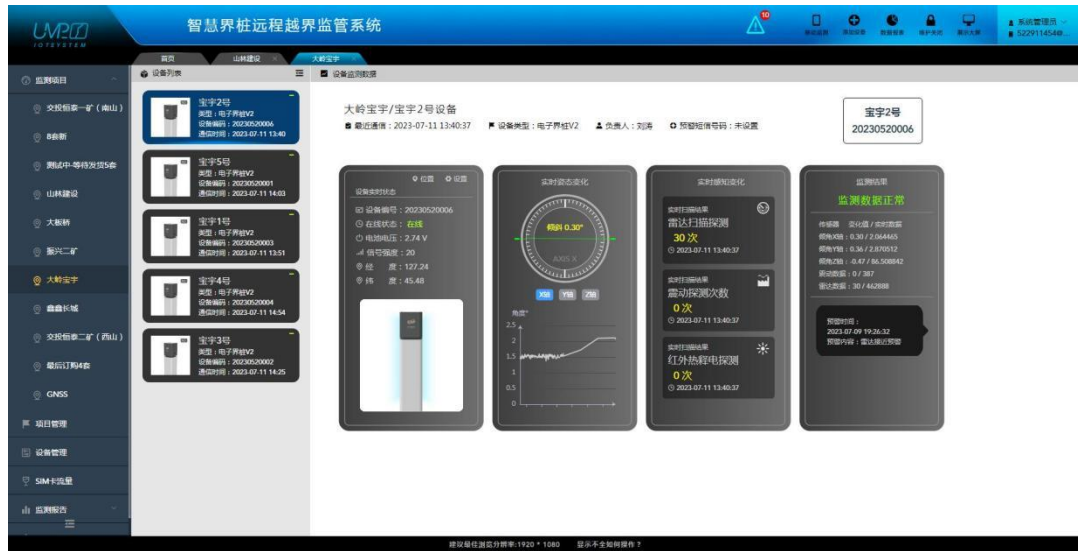 UMEII
IOTSYSTEM
智慧界桩远程越界监管系统
10
展示大屏
系统管理员
522911454@...
首页
山林建设
大岭宝宇
监测项目
交投恒泰一矿（南山）
8套新
测试中-等待发货5套
山林建设
大板桥
振兴二矿
大岭宝宇
鑫鑫长城
交投恒泰二矿（西山）
最后订购4套
GNSS
项目管理
设备管理
SIM卡流量
监测报告
设备列表
宝宇2号
类型：电子界桩V2
设备编码：20230520006
通信时间：2023-07-11 13:40
宝宇5号
类型：电子界桩V2
设备编码：20230520001
通信时间：2023-07-11 14:03
宝宇1号
类型：电子界桩V2
设备编码：20230520003
通信时间：2023-07-11 13:51
宝宇4号
类型：电子界桩V2
设备编码：20230520004
通信时间：2023-07-11 14:54
宝宇3号
类型：电子界桩V2
设备编码：20230520002
通信时间：2023-07-11 14:25
设备监测数据
大岭宝宇/宝宇2号设备
最近通信：2023-07-11 13:40:37 设备类型：电子界桩V2 负责人：刘涛 预警短信号码：未设置
宝宇2号
20230520006
位置 设置
设备实时状态
设备编号：20230520006
在线状态：在线
电池电压：2.74 V
信号强度：20
经 度：127.24
纬 度：45.48
实时姿态变化
倾斜 0.30°
AXIS X
X轴 Y轴 Z轴
角度°
2.5
2
1.5
1
0.5
0
实时感知变化
实时扫描结果
雷达扫描探测
30 次
2023-07-11 13:40:37
实时扫描结果
震动探测次数
0 次
2023-07-11 13:40:37
实时扫描结果
红外热释电探测
0 次
2023-07-11 13:40:37
监测结果
监测数据正常
传感器 变化值 / 实时数据
倾角X轴：0.30 / 2.064465
倾角Y轴：0.36 / 2.870512
倾角Z轴：-0.47 / 86.508842
震动数据：0 / 387
雷达数据：30 / 462888
预警时间：
2023-07-09 19:26:32
预警内容：雷达接近预警
建议最佳浏览分辨率:1920 * 1080 显示不全如何操作？